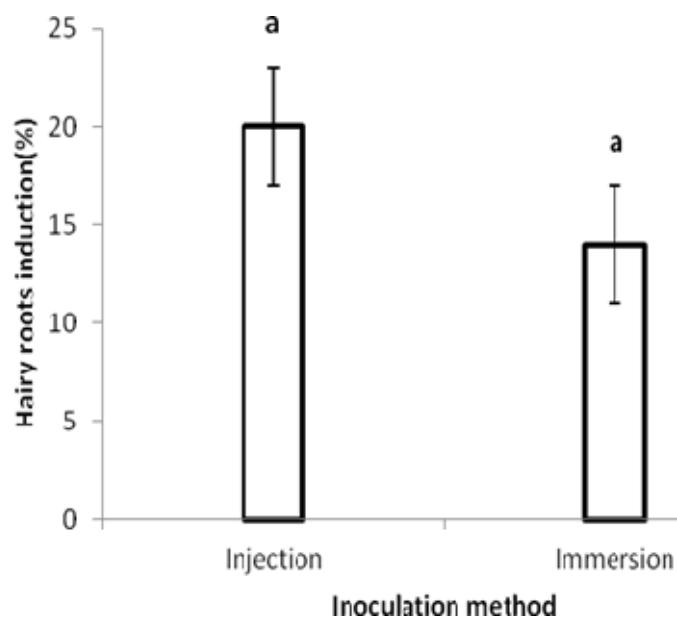 25
a
20
a
15
10
5
0
Hairy roots induction(%)
Injection
Immersion
Inoculation method